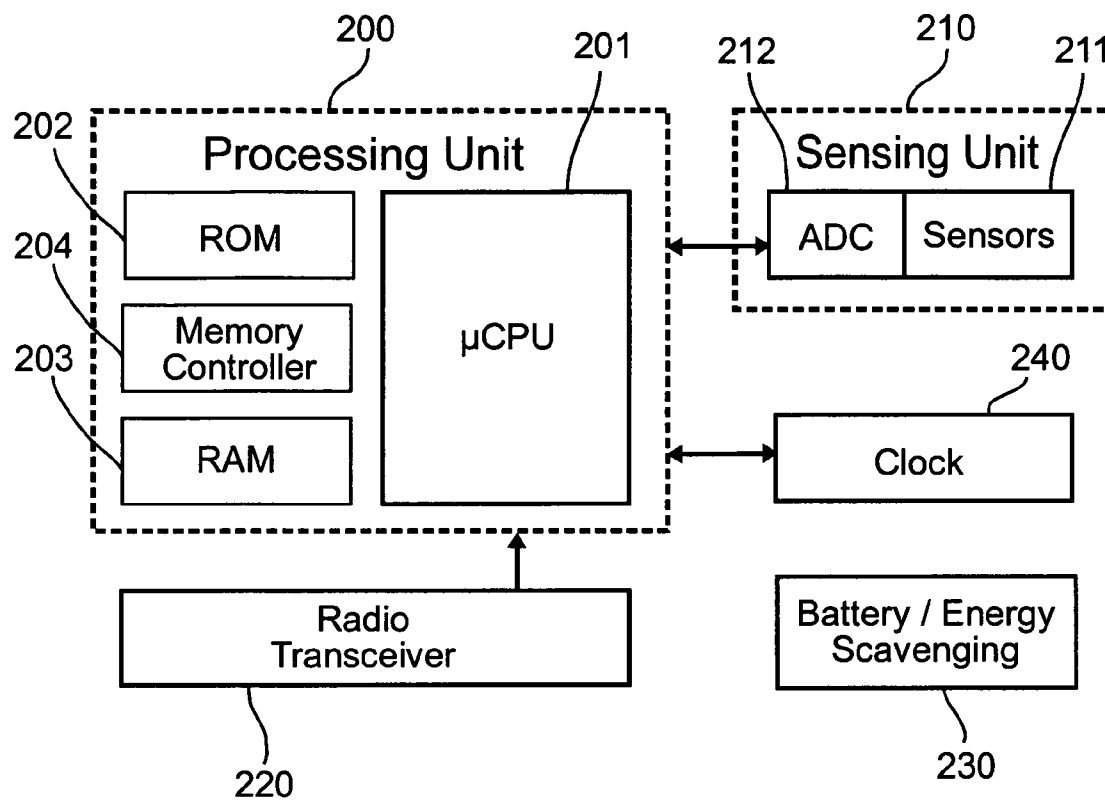 200
201
212
210
211
202
Processing Unit
Sensing Unit
ROM
ADC
Sensors
204
Memory
Controller
µCPU
203
240
RAM
Clock
Radio
Transceiver
Battery / Energy
Scavenging
220
230